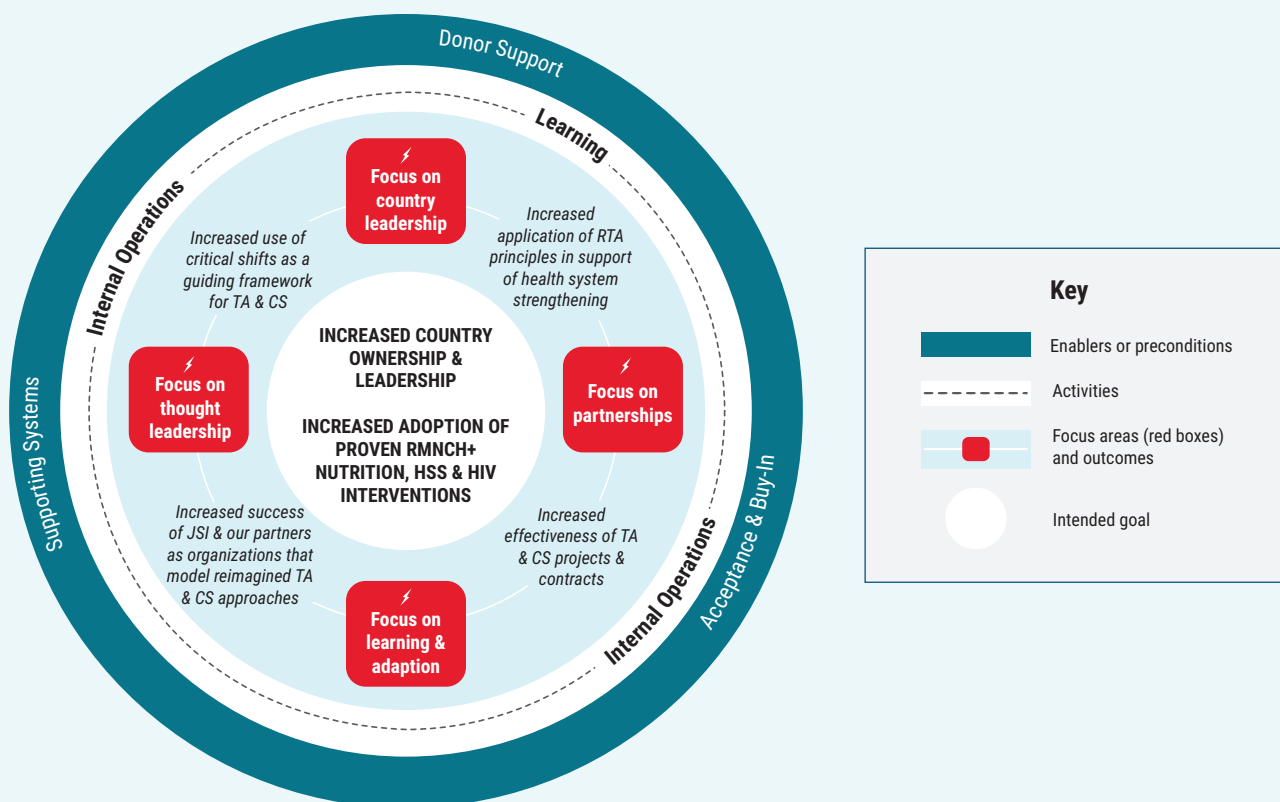 Donor Support
Learning
Internal Operations
Focus on
country
leadership
Increased use of
critical shifts as a
guiding framework
for TA & CS
Increased
application of RTA
principles in support
of health system
strengthening
INCREASED COUNTRY
OWNERSHIP &
LEADERSHIP
INCREASED ADOPTION OF
PROVEN RMNCH+
NUTRITION, HSS & HIV
INTERVENTIONS
Focus on
thought
leadership
Focus on
partnerships
Supporting Systems
Increased success
of JSI & our partners
as organizations that
model reimagined TA
& CS approaches
Increased
effectiveness of TA
& CS projects &
contracts
Focus on
learning &
adaption
Internal Operations
Acceptance & Buy-In
Key
Enablers or preconditions
Activities
Focus areas (red boxes)
and outcomes
Intended goal